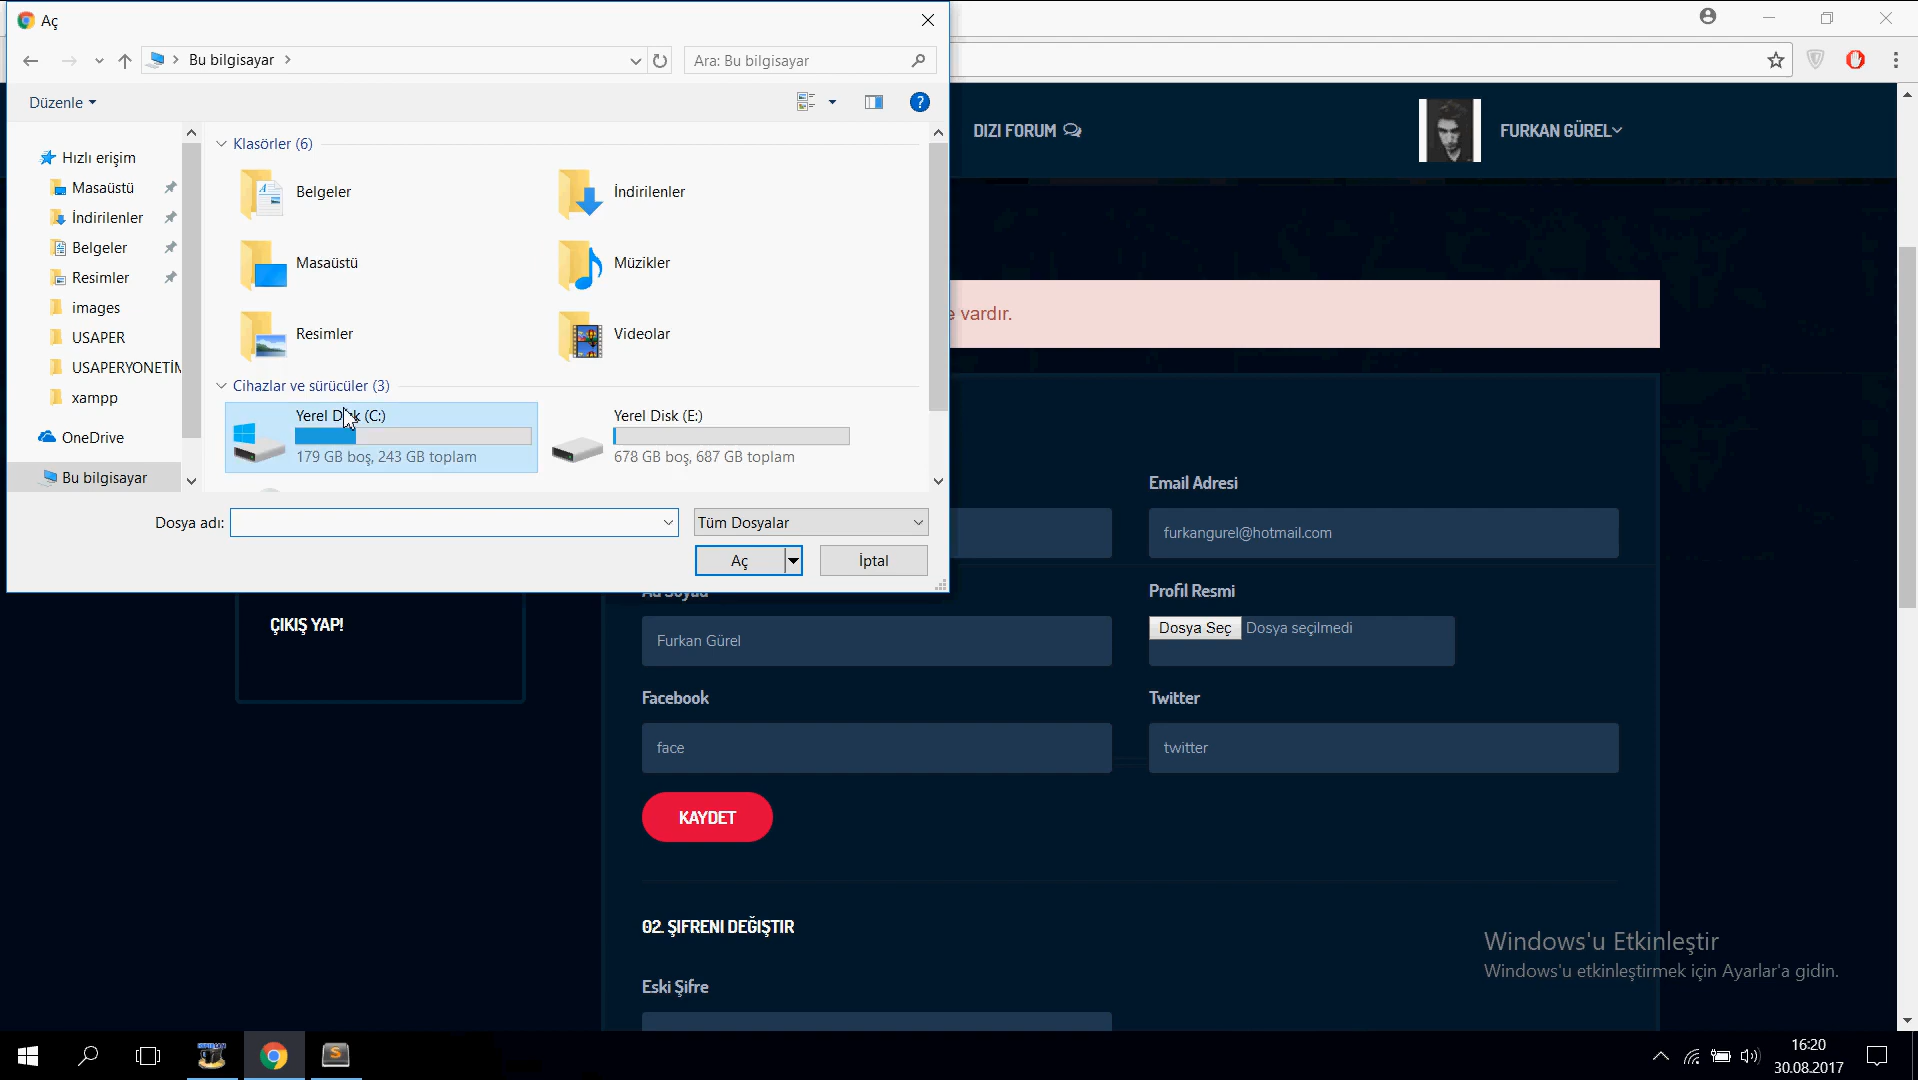 Aç
Bu bilgisayar
Ara: Bu bilgisayar
Düzenle
?
Hızlı erişim
Masaüstü
İndirilenler
Belgeler
Resimler
images
USAPER
USAPERYONETİM
xampp
OneDrive
Bu bilgisayar
Klasörler (6)
Belgeler
İndirilenler
Masaüstü
Müzikler
Resimler
Videolar
Cihazlar ve sürücüler (3)
Yerel Disk (C:)
179 GB boş, 243 GB toplam
Yerel Disk (E:)
678 GB boş, 687 GB toplam
Dosya adı:
Tüm Dosyalar
Aç
İptal
DIZI FORUM
FURKAN GÜREL
vardır.
ÇIKIŞ YAP!
Email Adresi
furkangurel@hotmail.com
Ad Soyad
Furkan Gürel
Profil Resmi
Dosya Seç
Dosya seçilmedi
Facebook
face
Twitter
twitter
KAYDET
02. ŞIFRENI DEĞIŞTIR
Eski Şifre
Windows'u Etkinleştir
Windows'u etkinleştirmek için Ayarlar'a gidin.
S
16:20
30.08.2017